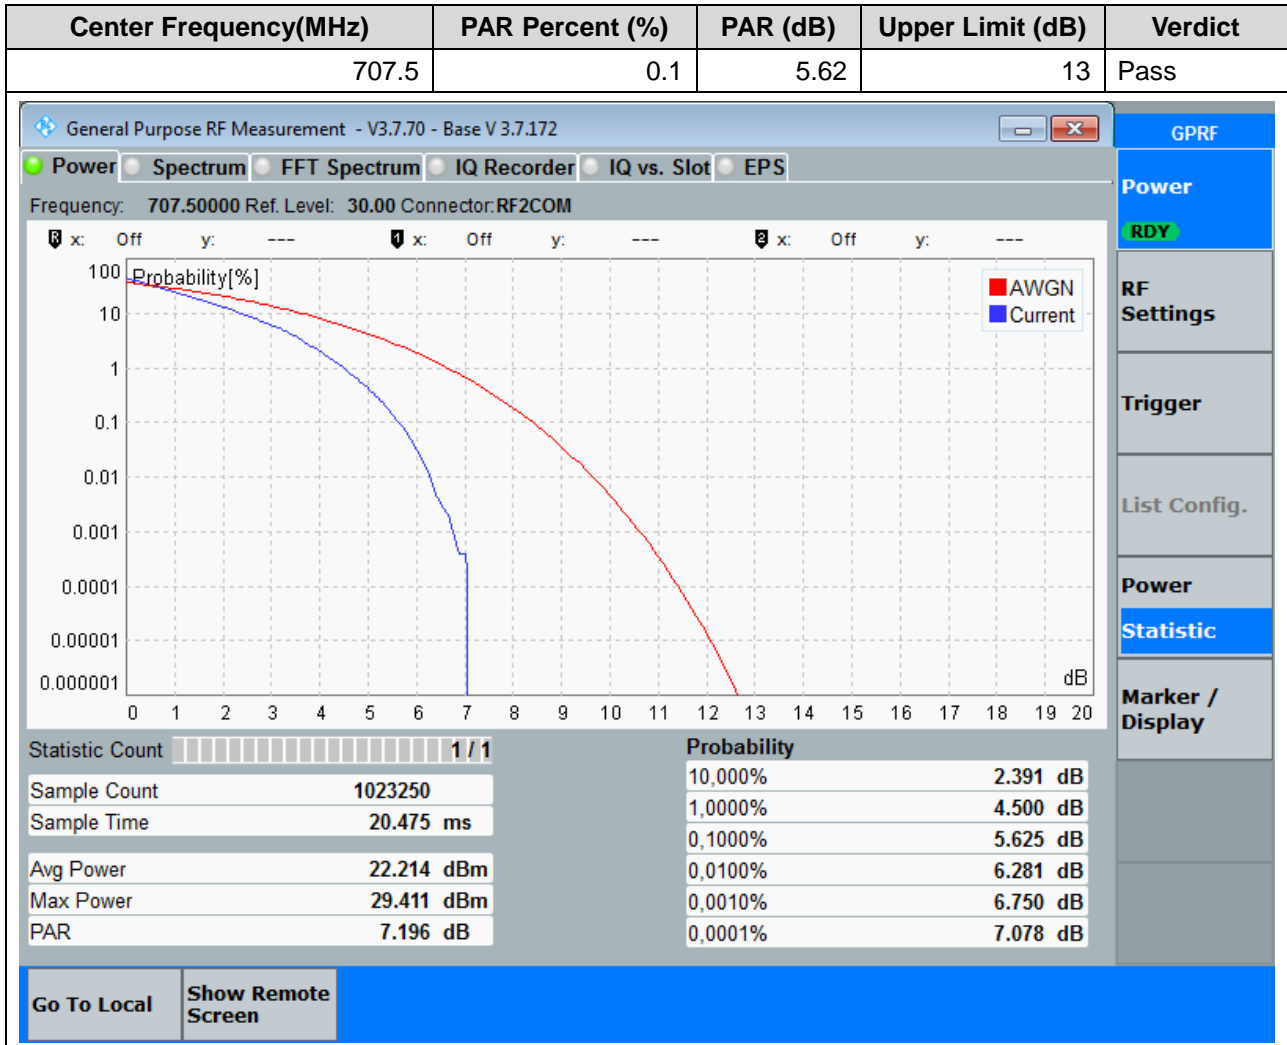 Center Frequency(MHz) PAR Percent (%) PAR (dB) Upper Limit (dB) Verdict
707.5 0.1 5.62 13 Pass
General Purpose RF Measurement - V3.7.70 - Base V 3.7.172
GPRF
Power Spectrum FFT Spectrum IQ Recorder IQ vs. Slot EPS
Frequency: 707.50000 Ref. Level: 30.00 Connector:RF2COM
R x: Off y: --- 1 x: Off y: --- 2 x: Off y: ---
Probability[%]
AWGN
Current
100
10
1
0.1
0.01
0.001
0.0001
0.00001
0.000001
dB
0 1 2 3 4 5 6 7 8 9 10 11 12 13 14 15 16 17 18 19 20
Statistic Count 1 / 1
Sample Count 1023250
Sample Time 20.475 ms
Avg Power 22.214 dBm
Max Power 29.411 dBm
PAR 7.196 dB
Probability
10,000% 2.391 dB
1,0000% 4.500 dB
0,1000% 5.625 dB
0,0100% 6.281 dB
0,0010% 6.750 dB
0,0001% 7.078 dB
Power
RDY
RF
Settings
Trigger
List Config.
Power
Statistic
Marker /
Display
Go To Local
Show Remote
Screen